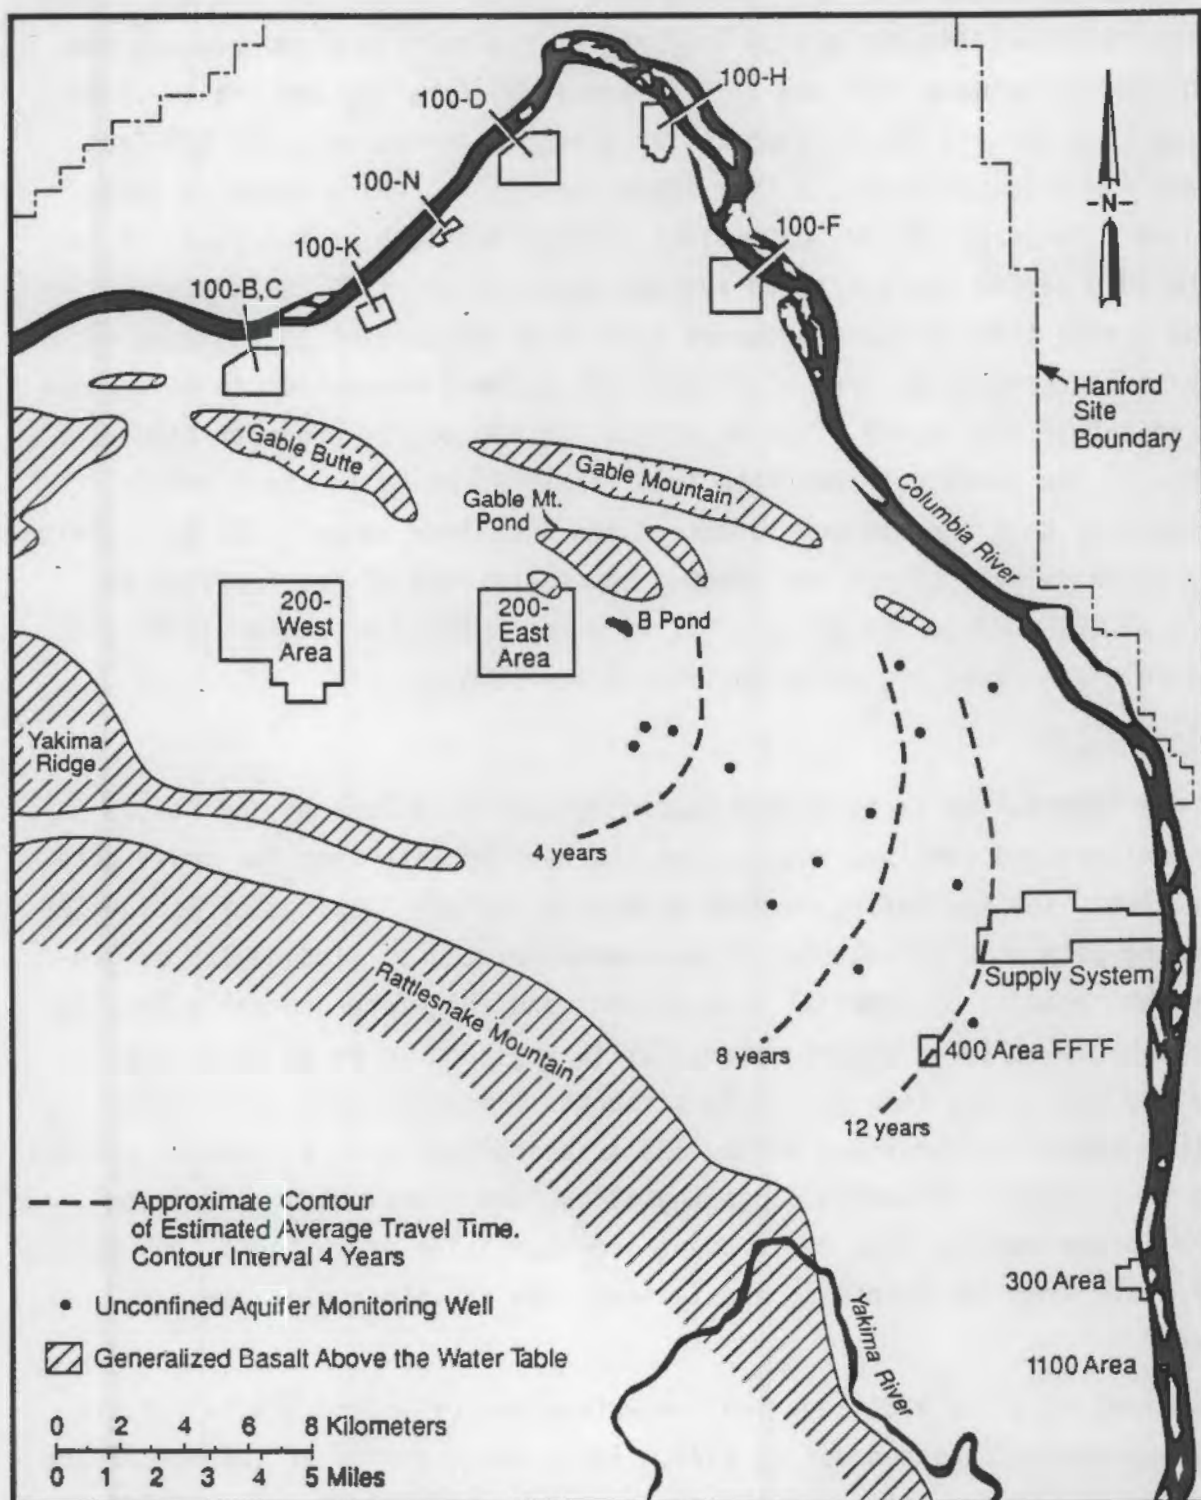 100-H
100-D
100-N
100-F
100-K
100-B,C
-N-
Hanford
Site
Boundary
Gable Butte
Gable Mountain
Gable Mt.
Pond
Columbia River
200-
West
Area
200-
East
Area
B Pond
Yakima
Ridge
4 years
Rattlesnake Mountain
Supply System
8 years
400 Area FFTF
12 years
Approximate Contour
of Estimated Average Travel Time.
Contour Interval 4 Years
Unconfined Aquifer Monitoring Well
Generalized Basalt Above the Water Table
300 Area
1100 Area
Yakima River
0 2 4 6 8 Kilometers
0 1 2 3 4 5 Miles